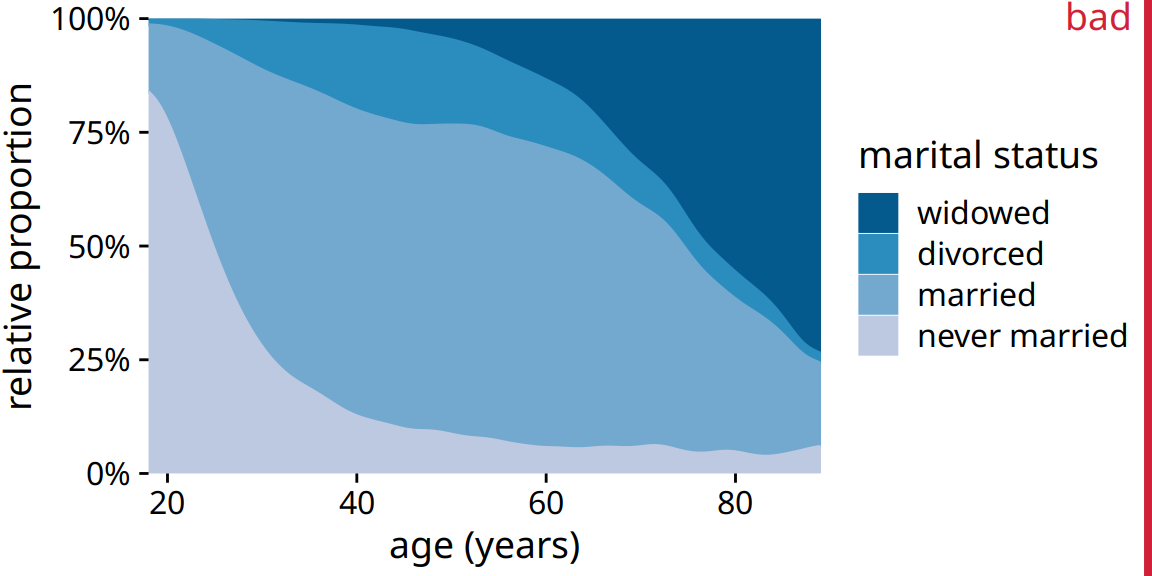 bad
100%
75%
50%
25%
0%
relative proportion
20 40 60 80
age (years)
marital status
widowed
divorced
married
never married